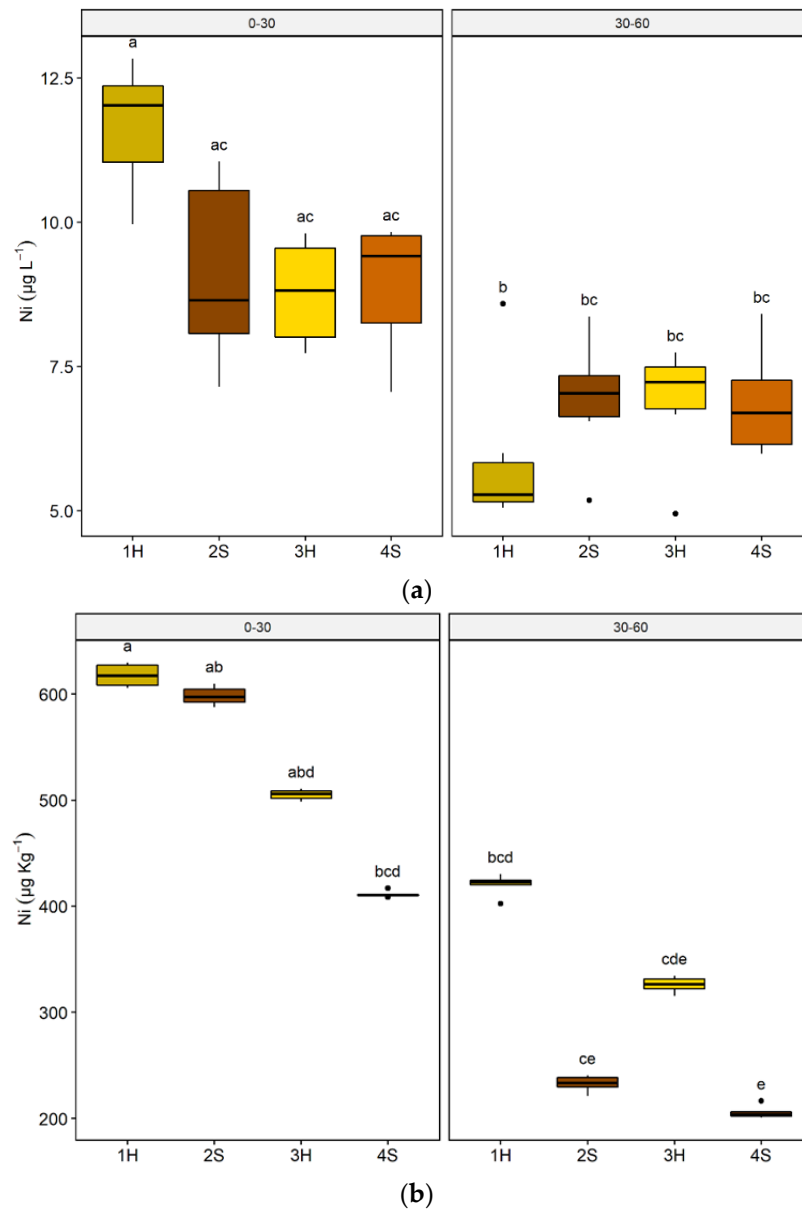 0-30 30-60
a
12.5
ac ac ac
10.0
Ni (µg L⁻¹)
b bc bc bc
7.5
5.0
1H 2S 3H 4S 1H 2S 3H 4S
(a)
0-30 30-60
a
ab
600
abd
500
Ni (µg Kg⁻¹)
bcd bcd
400
cde
300
ce
e
200
1H 2S 3H 4S 1H 2S 3H 4S
(b)